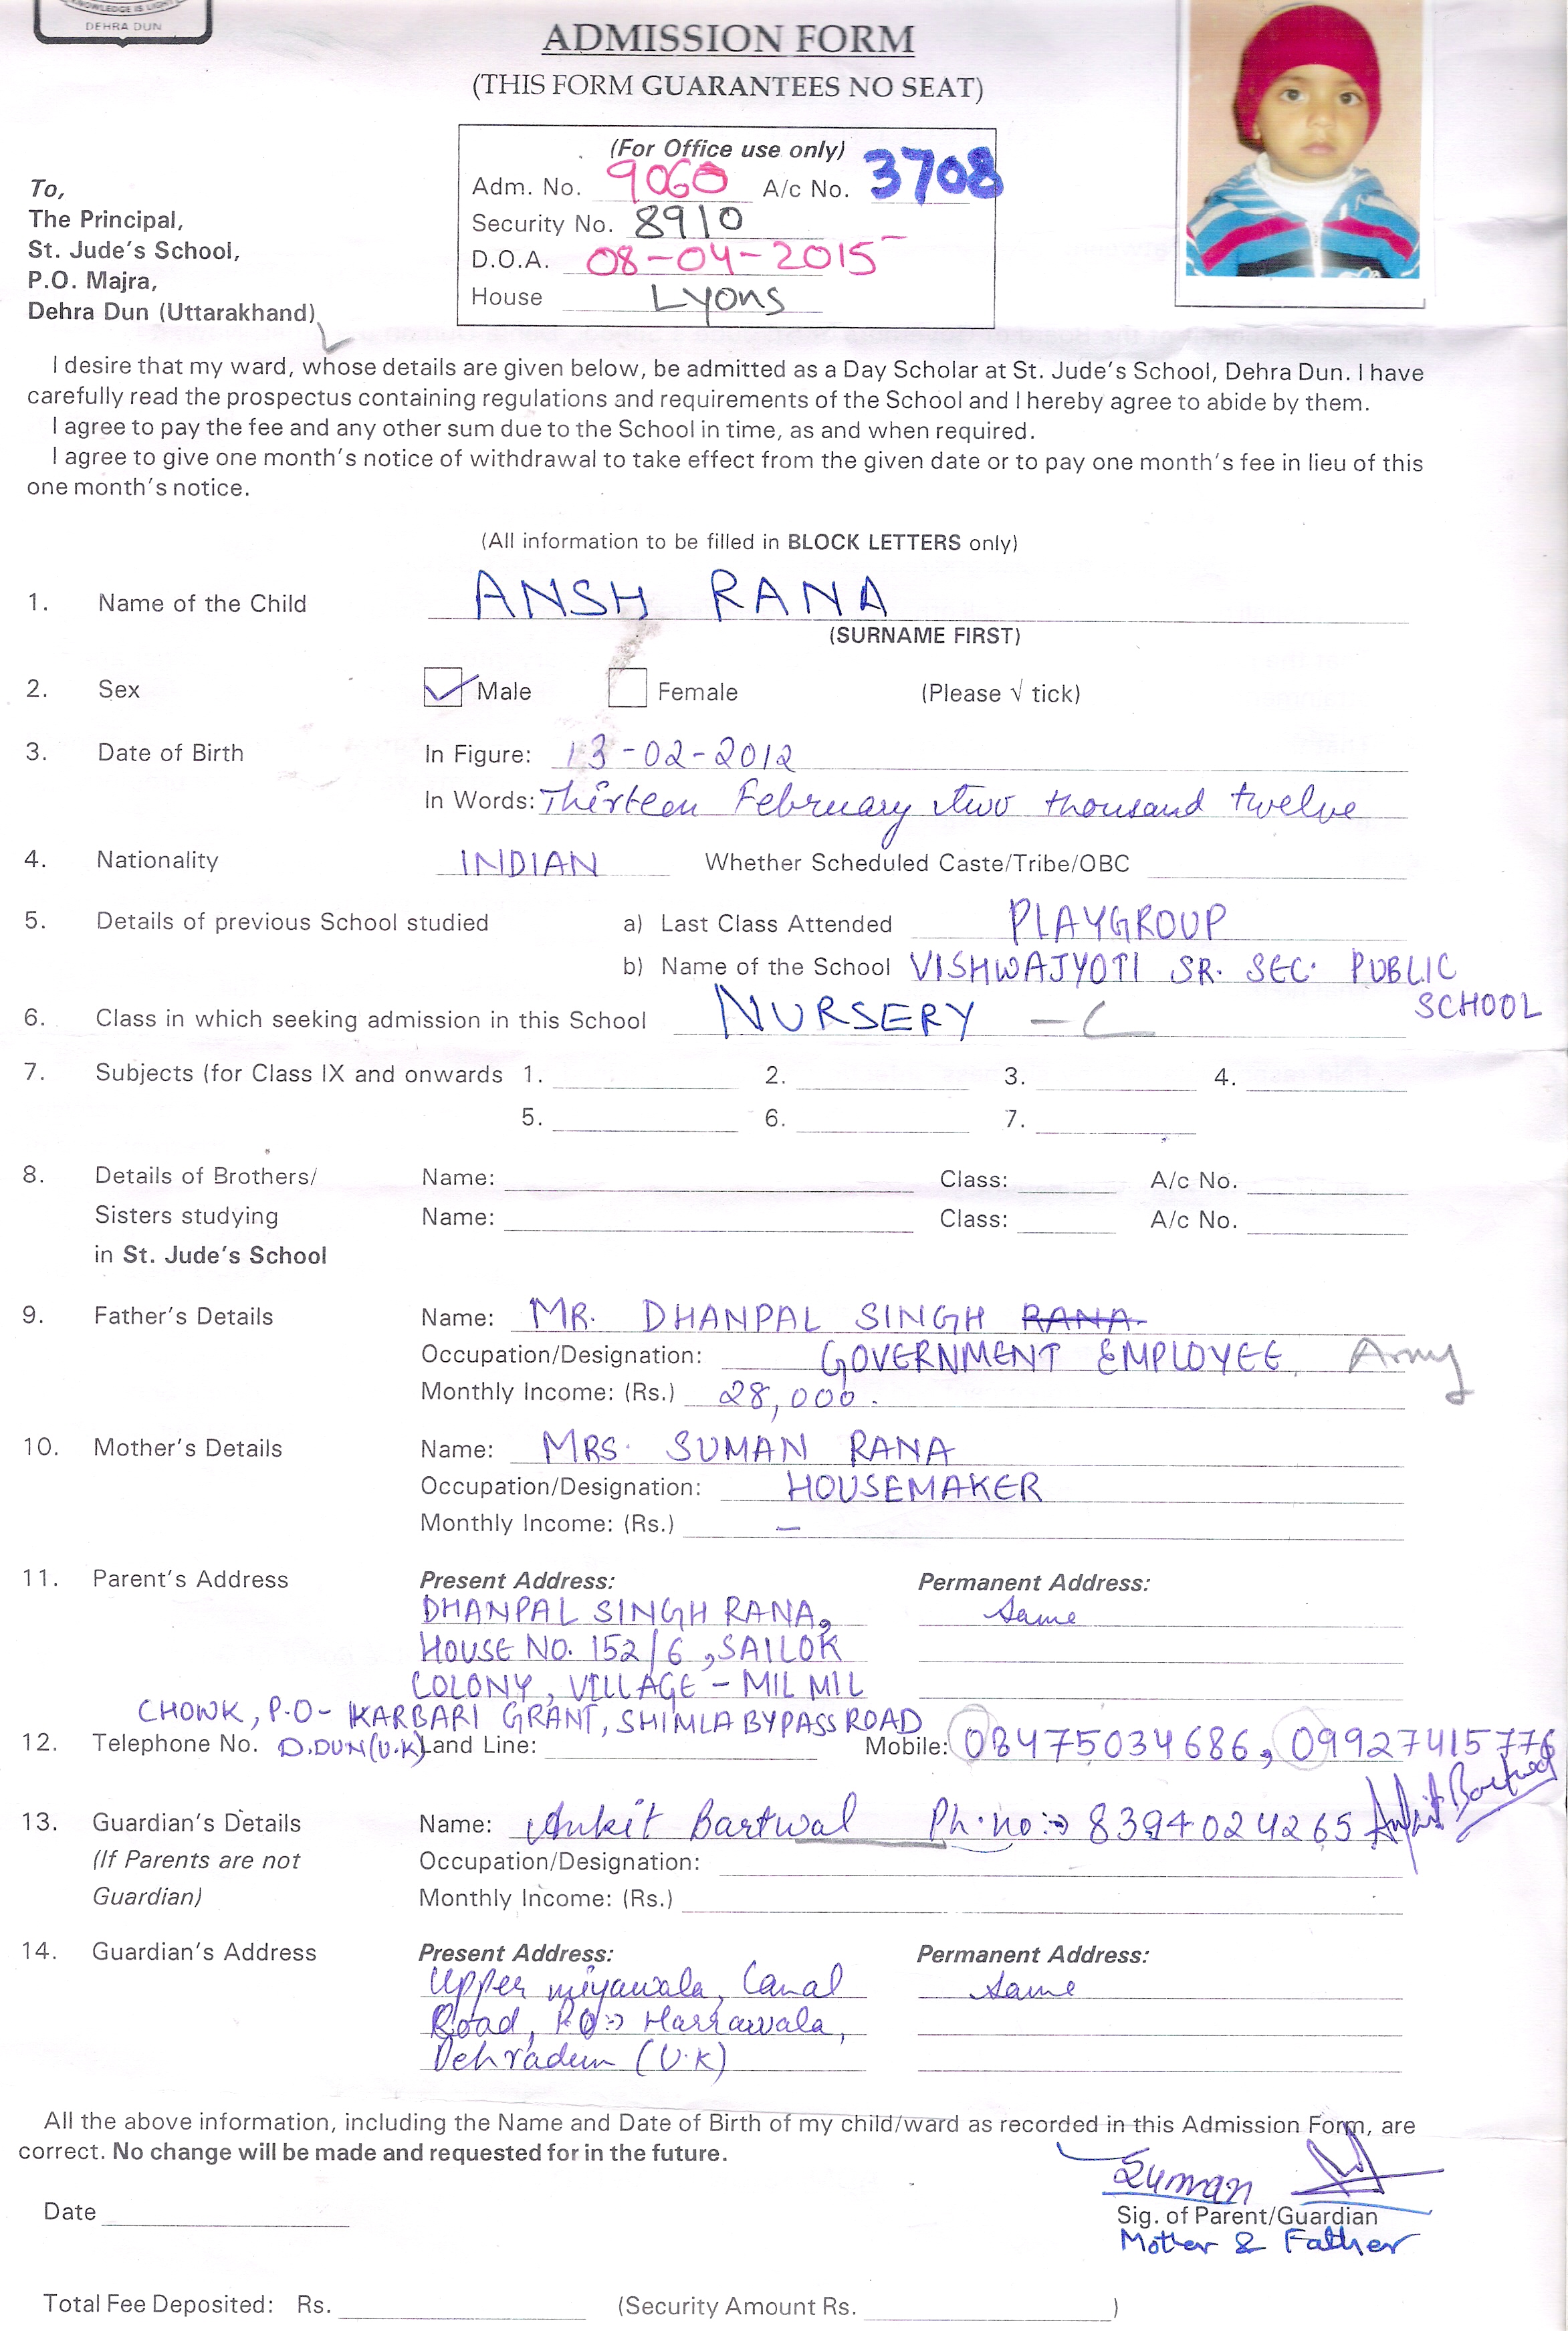 KNOWLEDGE IS LIGHT
DEHRA DUN
ADMISSION FORM
(THIS FORM GUARANTEES NO SEAT)
(For Office use only)
Adm. No. 9060 A/c No. 3708
Security No. 8910
D.O.A. 08-04-2015
House Lyons
To,
The Principal,
St. Jude's School,
P.O. Majra,
Dehra Dun (Uttarakhand)
I desire that my ward, whose details are given below, be admitted as a Day Scholar at St. Jude's School, Dehra Dun. I have
carefully read the prospectus containing regulations and requirements of the School and I hereby agree to abide by them.
I agree to pay the fee and any other sum due to the School in time, as and when required.
I agree to give one month's notice of withdrawal to take effect from the given date or to pay one month's fee in lieu of this
one month's notice.
(All information to be filled in BLOCK LETTERS only)
1. Name of the Child ANSH RANA
(SURNAME FIRST)
2. Sex Male Female (Please √ tick)
3. Date of Birth In Figure: 13-02-2012
In Words: Thirteen February two thousand twelve
4. Nationality INDIAN Whether Scheduled Caste/Tribe/OBC
5. Details of previous School studied a) Last Class Attended PLAYGROUP
b) Name of the School VISHWAJYOTI SR. SEC. PUBLIC
SCHOOL
6. Class in which seeking admission in this School NURSERY - C
7. Subjects (for Class IX and onwards 1. 2. 3. 4.
5. 6. 7.
8. Details of Brothers/ Name: Class: A/c No.
Sisters studying Name: Class: A/c No.
in St. Jude's School
9. Father's Details Name: MR. DHANPAL SINGH RANA.
Occupation/Designation: GOVERNMENT EMPLOYEE Army
Monthly Income: (Rs.) 28,000.
10. Mother's Details Name: MRS. SUMAN RANA
Occupation/Designation: HOUSEMAKER
Monthly Income: (Rs.) -
11. Parent's Address Present Address: Permanent Address:
DHANPAL SINGH RANA, Same
HOUSE NO. 152/6, SAILOK
COLONY, VILLAGE - MIL MIL
CHOWK, P.O- KARBARI GRANT, SHIMLA BYPASS ROAD
12. Telephone No. D.DUN(U.K) Land Line: Mobile: 08475034686, 09927415776
13. Guardian's Details Name: Ankit Bartwal Ph.no:→ 8394024265 Ankit Bartwal
(If Parents are not Occupation/Designation:
Guardian) Monthly Income: (Rs.)
14. Guardian's Address Present Address: Permanent Address:
Upper miyawala, Canal Same
Road, P.O:→ Harrawala,
Dehradun (U.K)
All the above information, including the Name and Date of Birth of my child/ward as recorded in this Admission Form, are
correct. No change will be made and requested for in the future.
Suman
Date Sig. of Parent/Guardian
Mother & Father
Total Fee Deposited: Rs. (Security Amount Rs. )